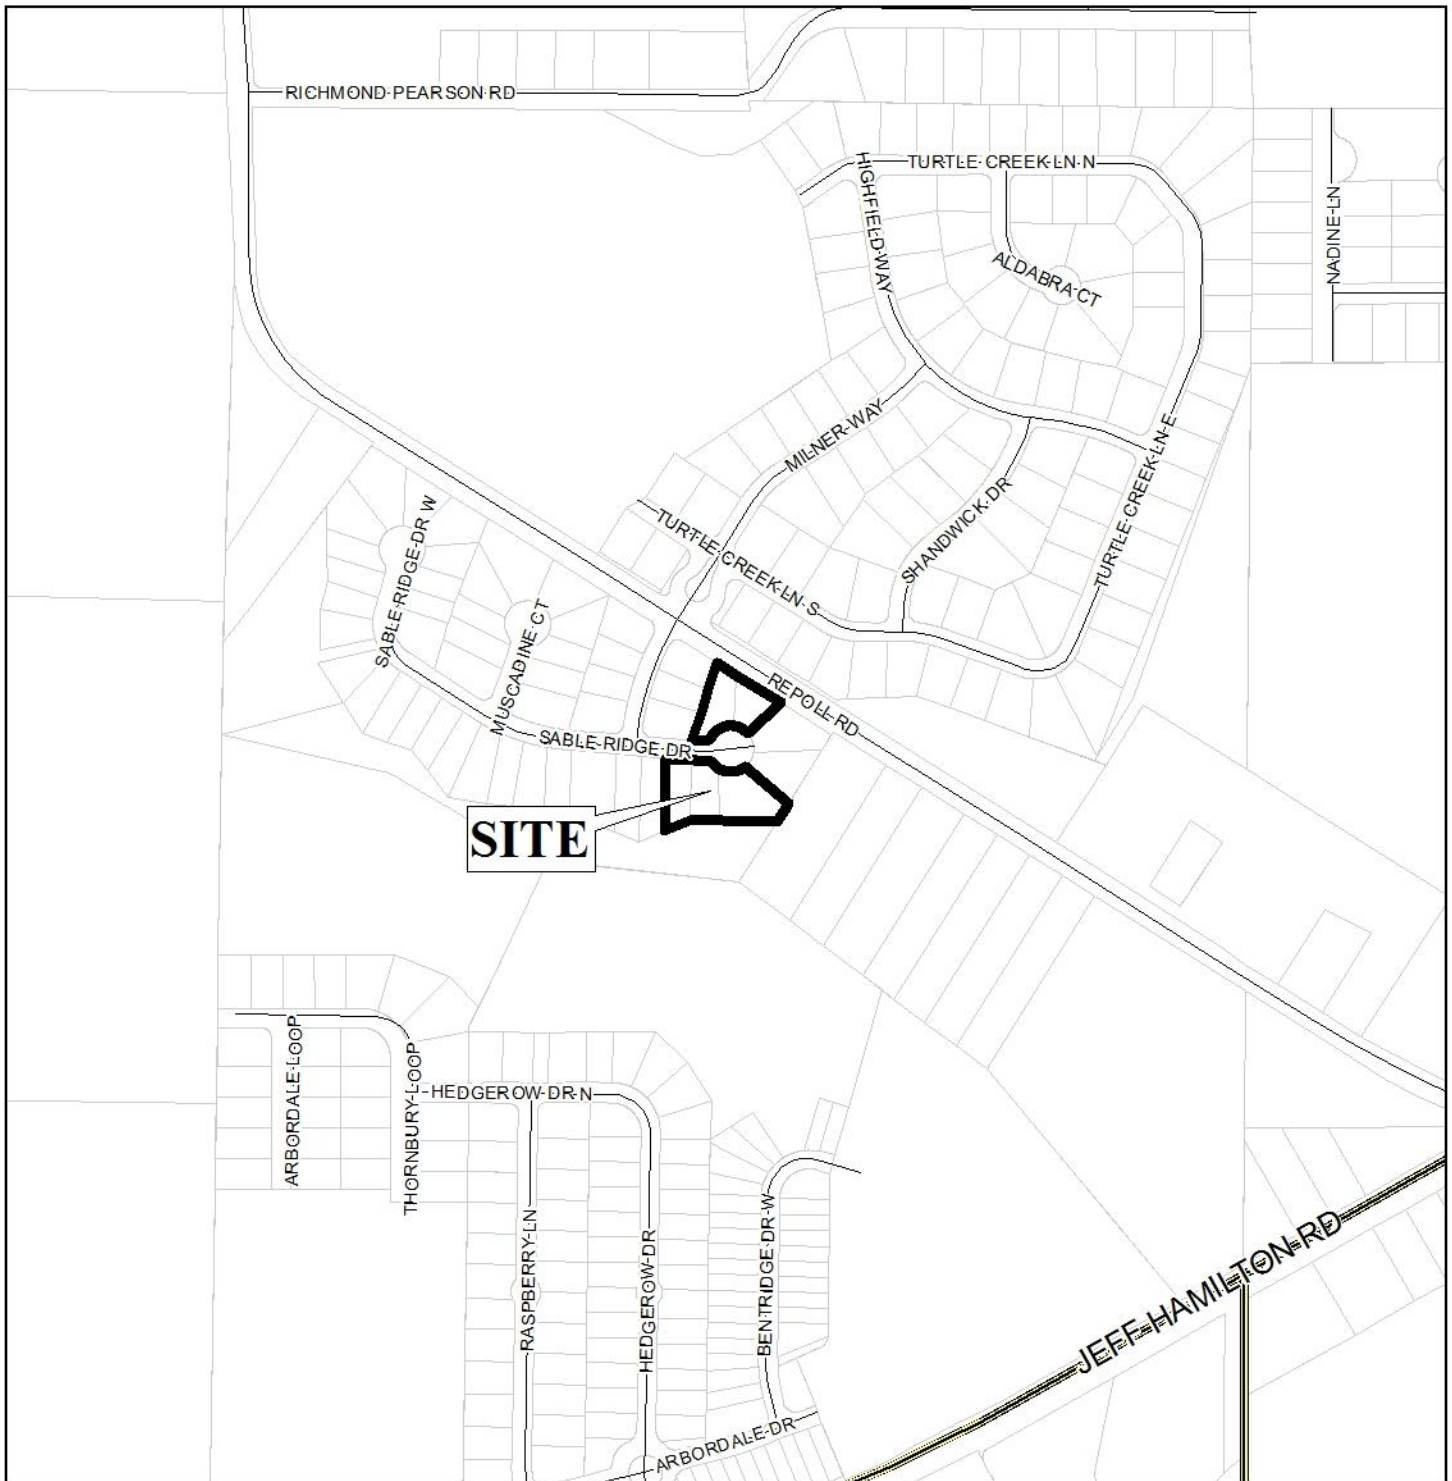 RICHMOND PEARSON RD
TURTLE CREEK LN N
HIGHFIELD WAY
NADINE LN
ALDABRA CT
MILNER WAY
TURTLE CREEK LN E
SHANDWICK DR
SABLE RIDGE DR W
TURTLE CREEK LN S
MUSCADINE CT
REPOLL RD
SABLE RIDGE DR
SITE
ARBORDALE LOOP
THORNBURY LOOP
HEDGEROW DR N
RASPBERRY LN
HEDGEROW DR
BENTRIDGE DR W
JEFF HAMILTON RD
ARBORDALE DR